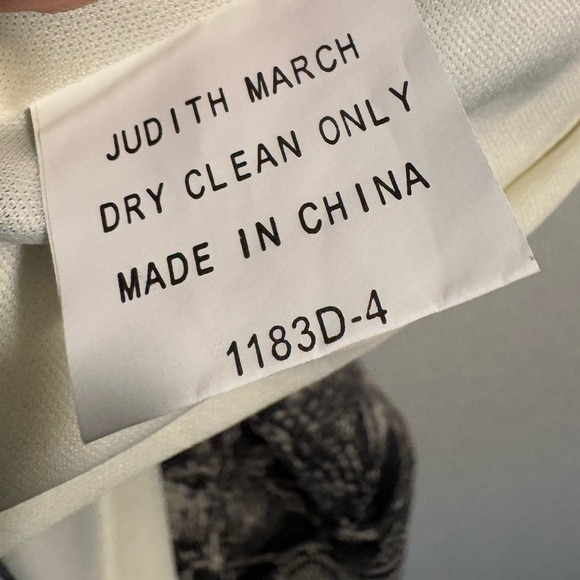 JUDITH MARCH
DRY CLEAN ONLY
MADE IN CHINA
1183D-4